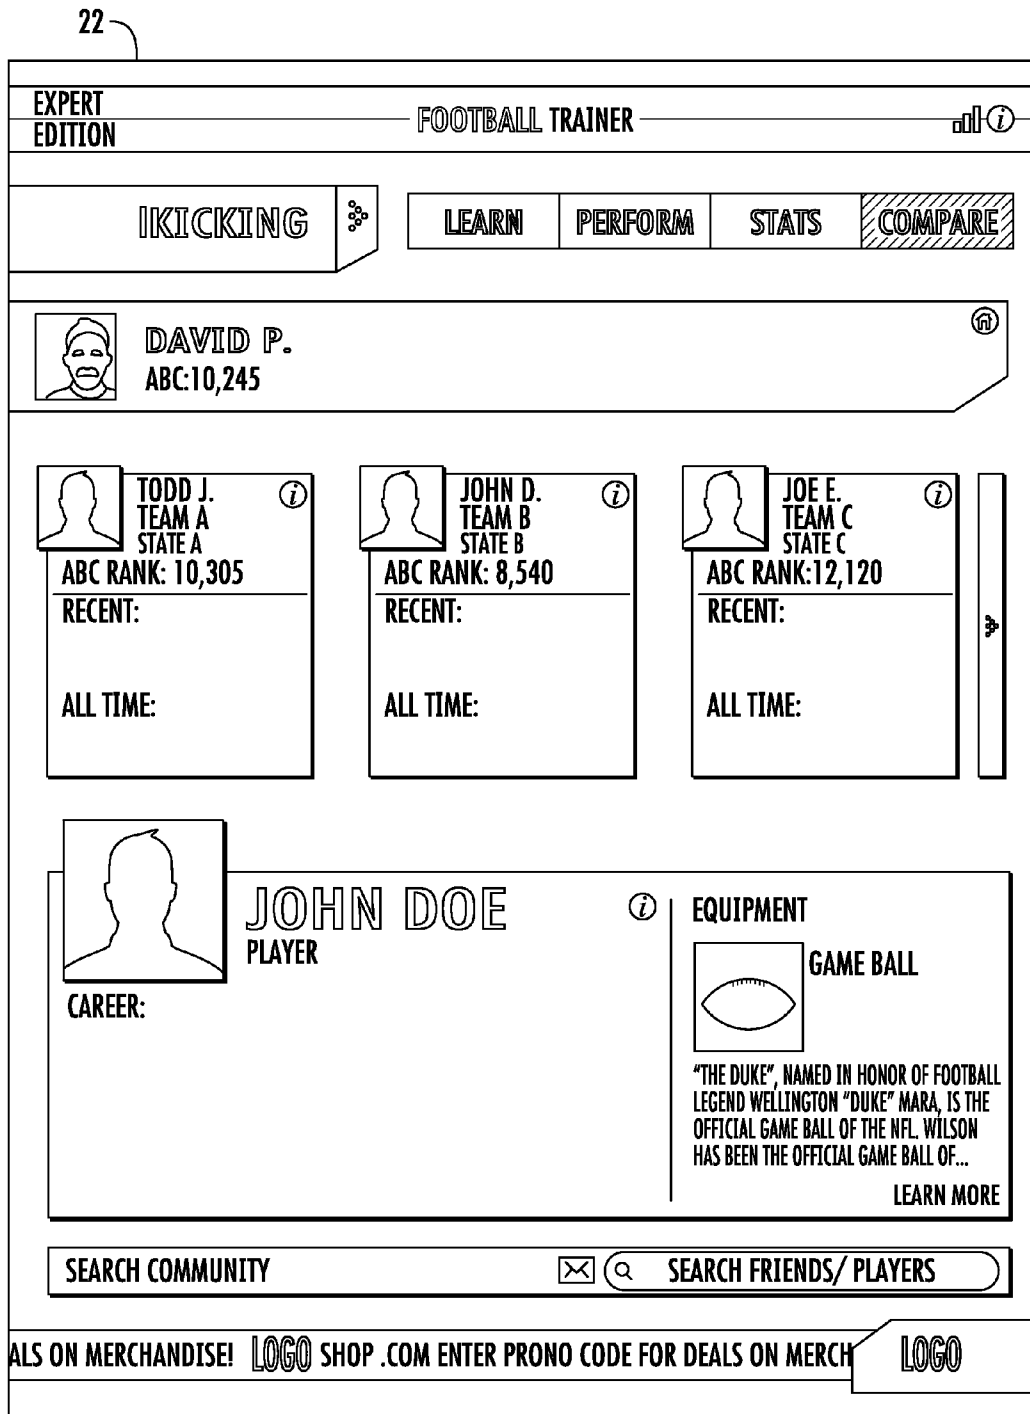 22
EXPERT
EDITION
FOOTBALL TRAINER
KICKING
LEARN
PERFORM
STATS
COMPARE
DAVID P.
ABC:10,245
TODD J.
TEAM A
STATE A
ABC RANK: 10,305
RECENT:
ALL TIME:
JOHN D.
TEAM B
STATE B
ABC RANK: 8,540
RECENT:
ALL TIME:
JOE E.
TEAM C
STATE C
ABC RANK:12,120
RECENT:
ALL TIME:
JOHN DOE
PLAYER
CAREER:
EQUIPMENT
GAME BALL
"THE DUKE", NAMED IN HONOR OF FOOTBALL
LEGEND WELLINGTON "DUKE" MARA, IS THE
OFFICIAL GAME BALL OF THE NFL. WILSON
HAS BEEN THE OFFICIAL GAME BALL OF...
LEARN MORE
SEARCH COMMUNITY
SEARCH FRIENDS/ PLAYERS
ALS ON MERCHANDISE! LOGO SHOP .COM ENTER PRONO CODE FOR DEALS ON MERCH
LOGO